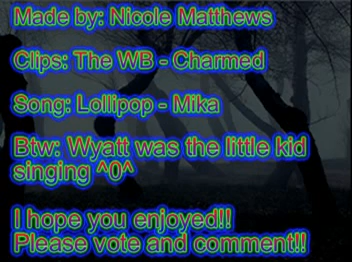 Made by: Nicole Matthews
Clips: The WB - Charmed
Song: Lollipop - Mika
Btw: Wyatt was the little kid
singing ^0^
I hope you enjoyed!!
Please vote and comment!!